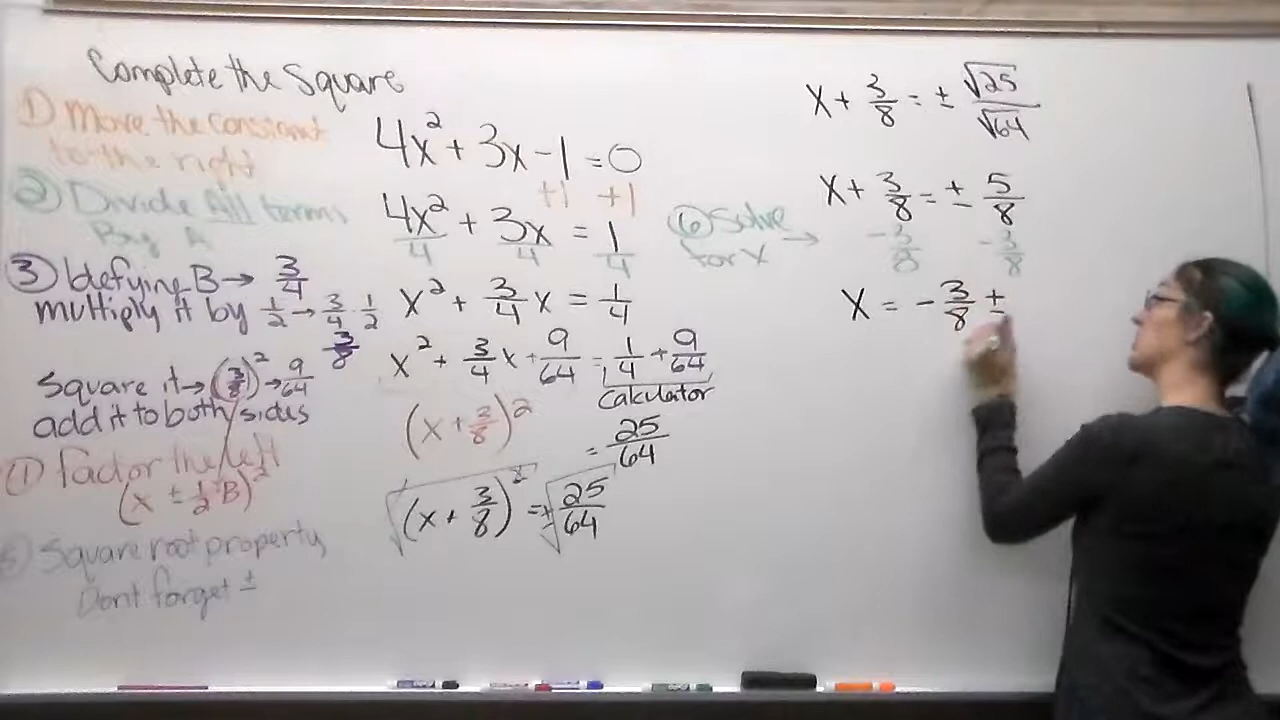 Complete the Square
1) Move the constant
to the right
2) Divide All terms
By A
3) Idefying B → 3/4
multiply it by 1/2 → 3/4 · 1/2
3/8
Square it → (3/8)² → 9/64
add it to both sides
factor the left
(x ± 1/2 B)²
5) Square root property
Dont forget ±
4x² + 3x - 1 = 0
+1 +1
4x²/4 + 3x/4 = 1/4
x² + 3/4 x = 1/4
x² + 3/4 x + 9/64 = 1/4 + 9/64
Calculator
(x + 3/8)² = 25/64
√(x + 3/8)² = ±√25/64
6) Solve
for x →
x + 3/8 = ± √25/√64
x + 3/8 = ± 5/8
-3/8 -3/8
x = - 3/8 ±